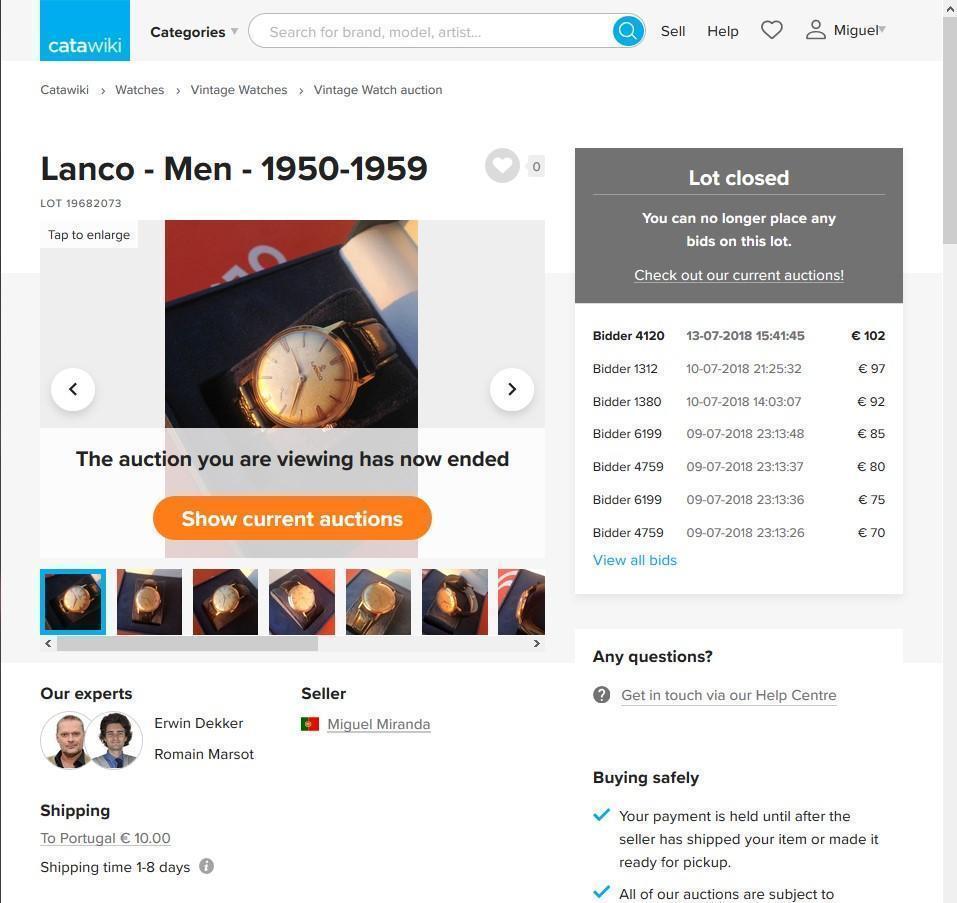 catawiki
Categories
Search for brand, model, artist...
Sell
Help
Miguel
Catawiki › Watches › Vintage Watches › Vintage Watch auction
Lanco - Men - 1950-1959
0
LOT 19682073
Tap to enlarge
LANCO
The auction you are viewing has now ended
Show current auctions
Lot closed
You can no longer place any
bids on this lot.
Check out our current auctions!
Bidder 4120 13-07-2018 15:41:45 € 102
Bidder 1312 10-07-2018 21:25:32 € 97
Bidder 1380 10-07-2018 14:03:07 € 92
Bidder 6199 09-07-2018 23:13:48 € 85
Bidder 4759 09-07-2018 23:13:37 € 80
Bidder 6199 09-07-2018 23:13:36 € 75
Bidder 4759 09-07-2018 23:13:26 € 70
View all bids
Our experts
Erwin Dekker
Romain Marsot
Seller
Miguel Miranda
Shipping
To Portugal € 10.00
Shipping time 1-8 days
Any questions?
Get in touch via our Help Centre
Buying safely
Your payment is held until after the
seller has shipped your item or made it
ready for pickup.
All of our auctions are subject to